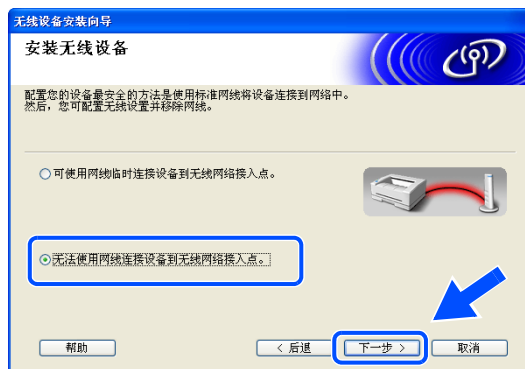 无线设备安装向导
安装无线设备
配置您的设备最安全的方法是使用标准网线将设备连接到网络中。
然后，您可配置无线设置并移除网线。
可使用网线临时连接设备到无线网络接入点。
无法使用网线连接设备到无线网络接入点。
帮助
< 后退
下一步 >
取消